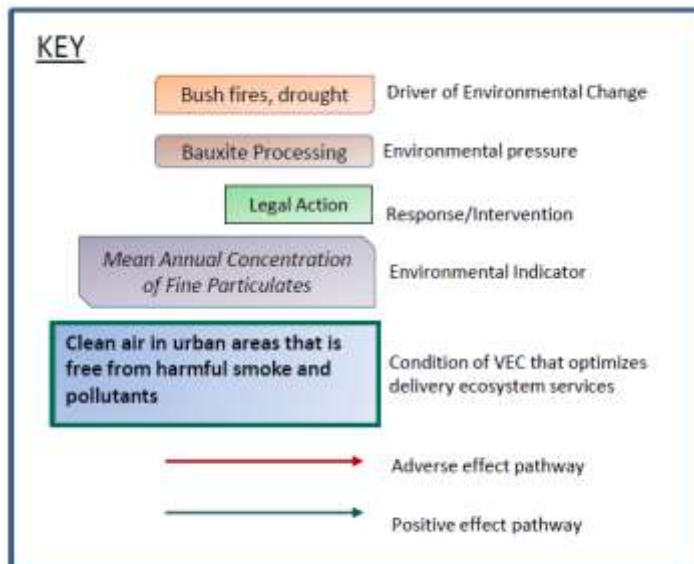 KEY
Bush fires, drought
Driver of Environmental Change
Bauxite Processing
Environmental pressure
Legal Action
Response/Intervention
Mean Annual Concentration
of Fine Particulates
Environmental Indicator
Clean air in urban areas that is
free from harmful smoke and
pollutants
Condition of VEC that optimizes
delivery ecosystem services
Adverse effect pathway
Positive effect pathway